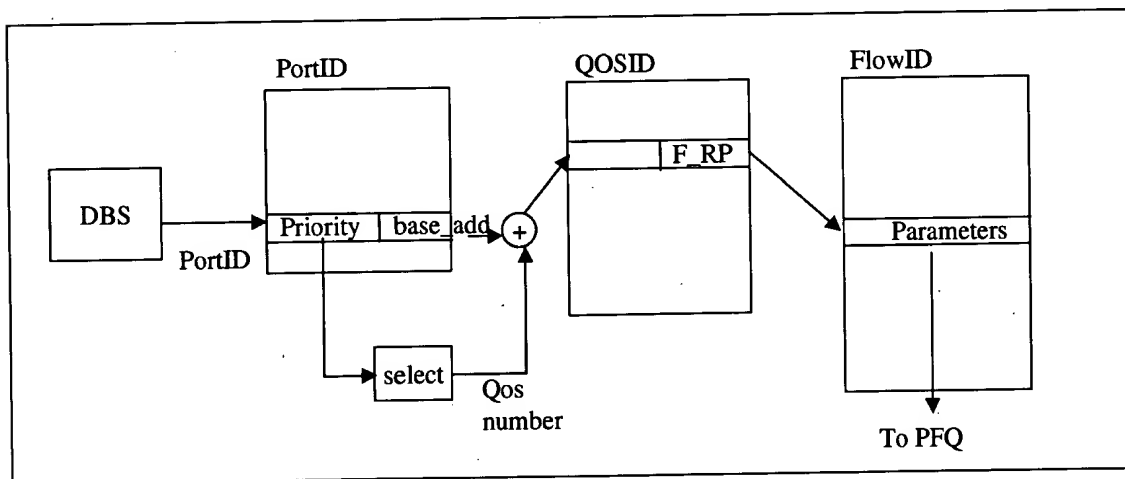 PortID
QOSID
FlowID
F_RP
DBS
Priority
base_add
+
Parameters
PortID
select
Qos
number
To PFQ